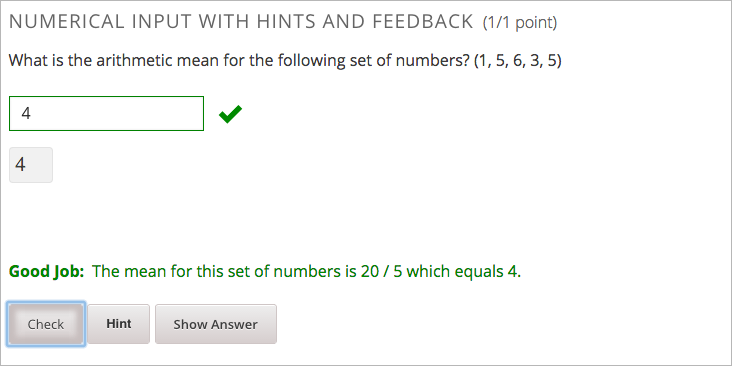 NUMERICAL INPUT WITH HINTS AND FEEDBACK (1/1 point)
What is the arithmetic mean for the following set of numbers? (1, 5, 6, 3, 5)
4
4
Good Job: The mean for this set of numbers is 20 / 5 which equals 4.
Check Hint Show Answer